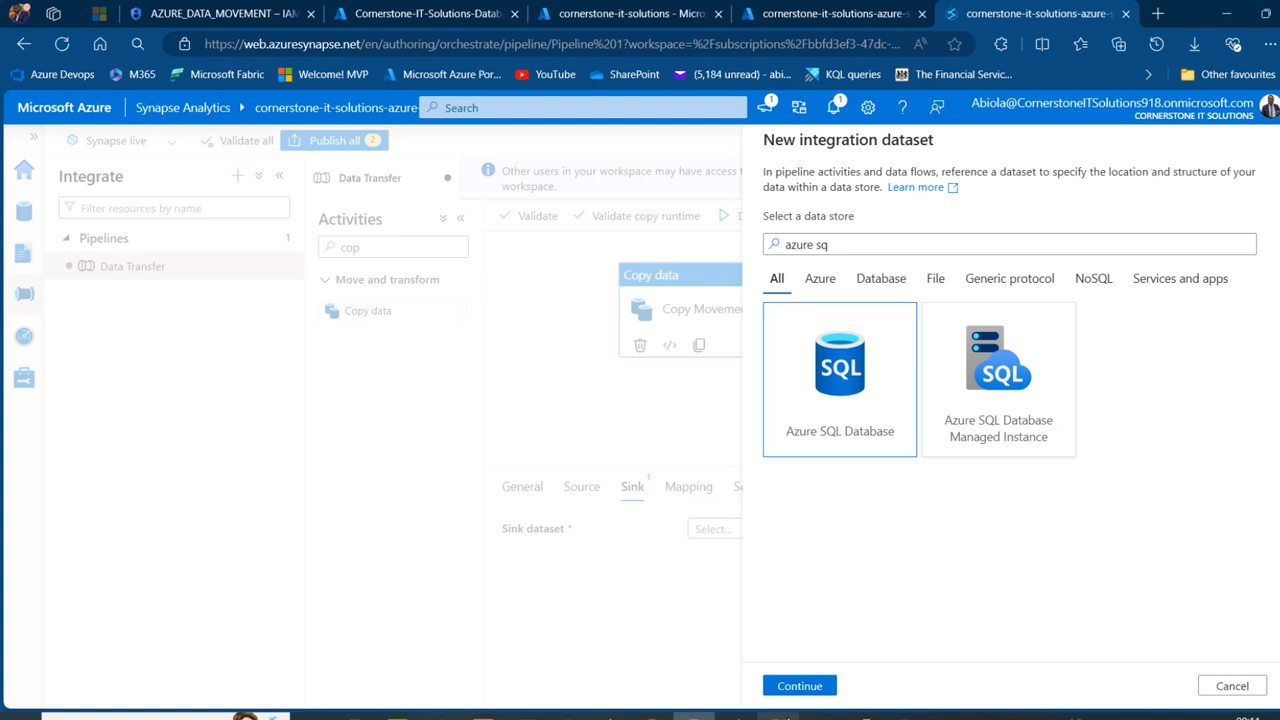 AZURE_DATA_MOVEMENT – IAM
Cornerstone-IT-Solutions-Datab
cornerstone-it-solutions - Micro
cornerstone-it-solutions-azure-s
cornerstone-it-solutions-azure-s
https://web.azuresynapse.net/en/authoring/orchestrate/pipeline/Pipeline%201?workspace=%2Fsubscriptions%2Fbbfd3ef3-47dc-...
Azure Devops
M365
Microsoft Fabric
Welcome! MVP
Microsoft Azure Por...
YouTube
SharePoint
(5,184 unread) - abi...
KQL queries
The Financial Servic...
Other favourites
Microsoft Azure
Synapse Analytics
cornerstone-it-solutions-azure-
Search
1
1
Abiola@CornerstoneITSolutions918.onmicrosoft.com
CORNERSTONE IT SOLUTIONS
Synapse live
Validate all
Publish all 2
Integrate
Filter resources by name
Pipelines 1
Data Transfer
Data Transfer
Activities
cop
Move and transform
Copy data
Other users in your workspace may have access t
workspace.
Validate
Validate copy runtime
Copy data
Copy Moveme
General
Source
Sink 1
Mapping
Sink dataset *
Select...
New integration dataset
In pipeline activities and data flows, reference a dataset to specify the location and structure of your
data within a data store. Learn more
Select a data store
azure sq
All
Azure
Database
File
Generic protocol
NoSQL
Services and apps
SQL
Azure SQL Database
SQL
Azure SQL Database
Managed Instance
Continue
Cancel